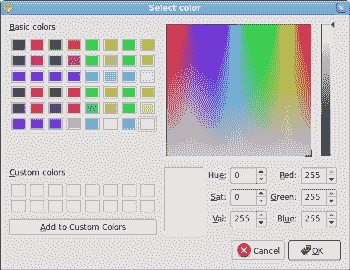 Select color
Basic colors
Custom colors
Add to Custom Colors
Hue: 0 Red: 255
Sat: 0 Green: 255
Val: 255 Blue: 255
Cancel OK